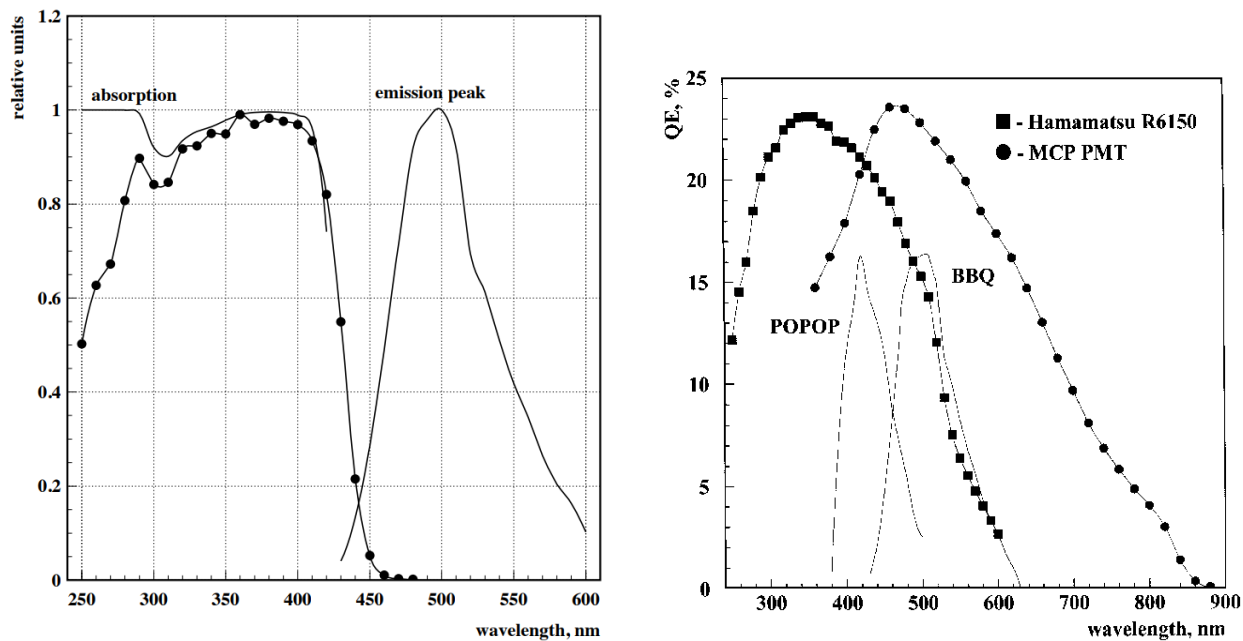 relative units
1.2
1
0.8
0.6
0.4
0.2
0
absorption
emission peak
250 300 350 400 450 500 550 600
wavelength, nm
QE, %
25
20
15
10
5
0
- Hamamatsu R6150
- MCP PMT
BBQ
POPOP
300 400 500 600 700 800 900
wavelength, nm